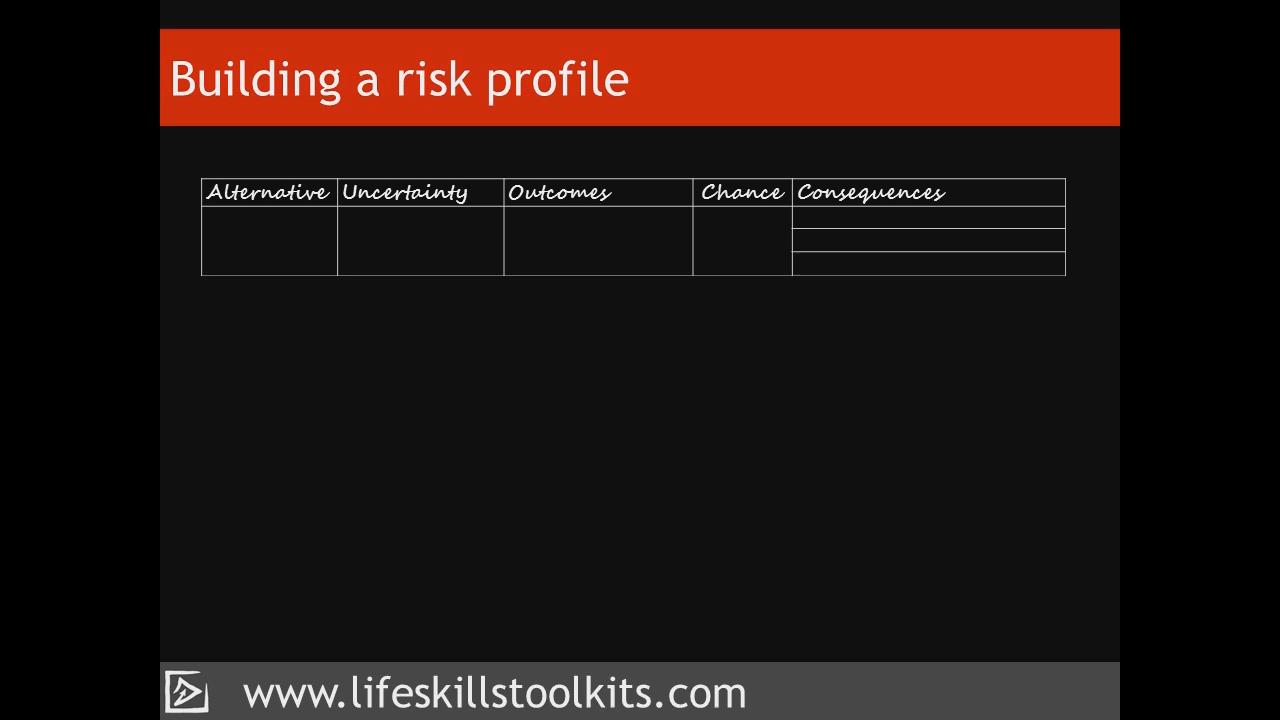 Building a risk profile
Alternative Uncertainty Outcomes Chance Consequences
www.lifeskillstoolkits.com